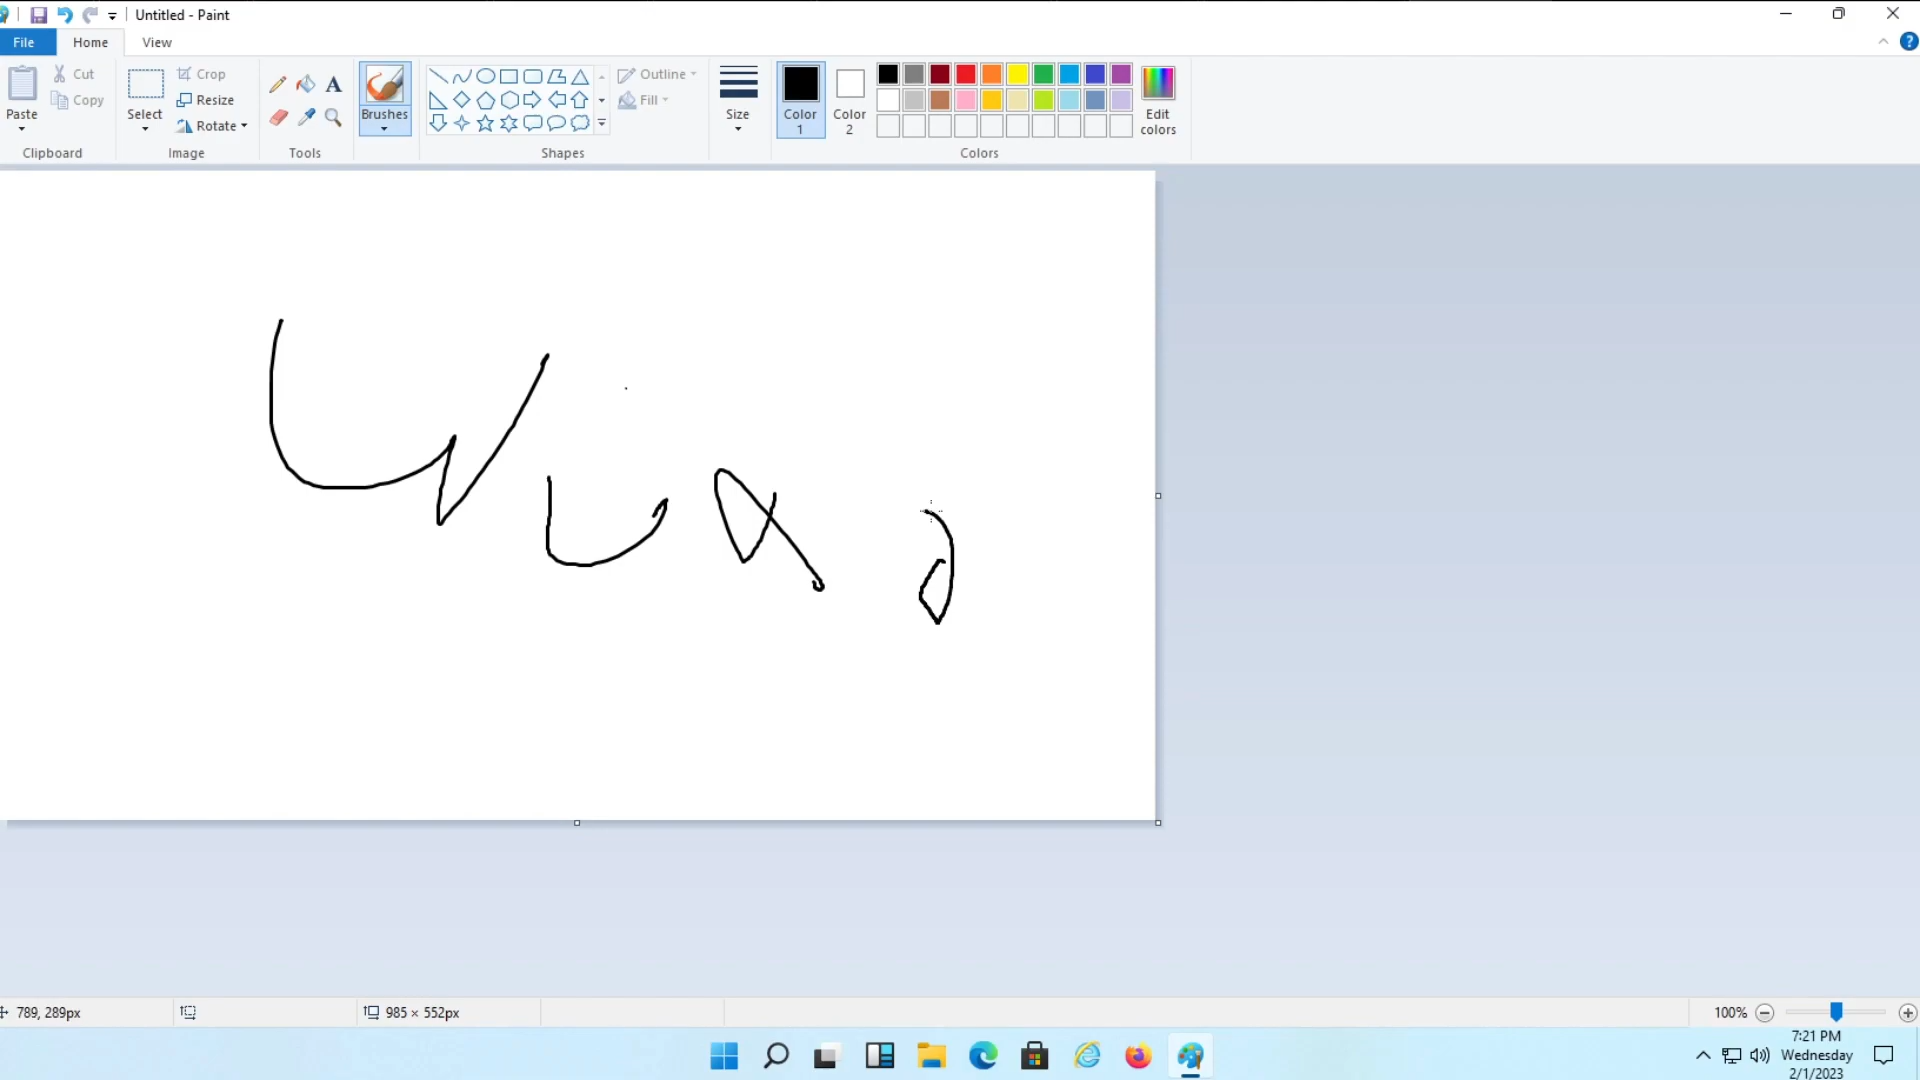 Untitled - Paint
File Home View
Paste Cut Copy Clipboard
Select Crop Resize Rotate Image
A
Tools
Brushes
Shapes
Outline Fill
Size
Color 1
Color 2
Edit colors
Colors
789, 289px
985 × 552px
100%
7:21 PM
Wednesday
2/1/2023